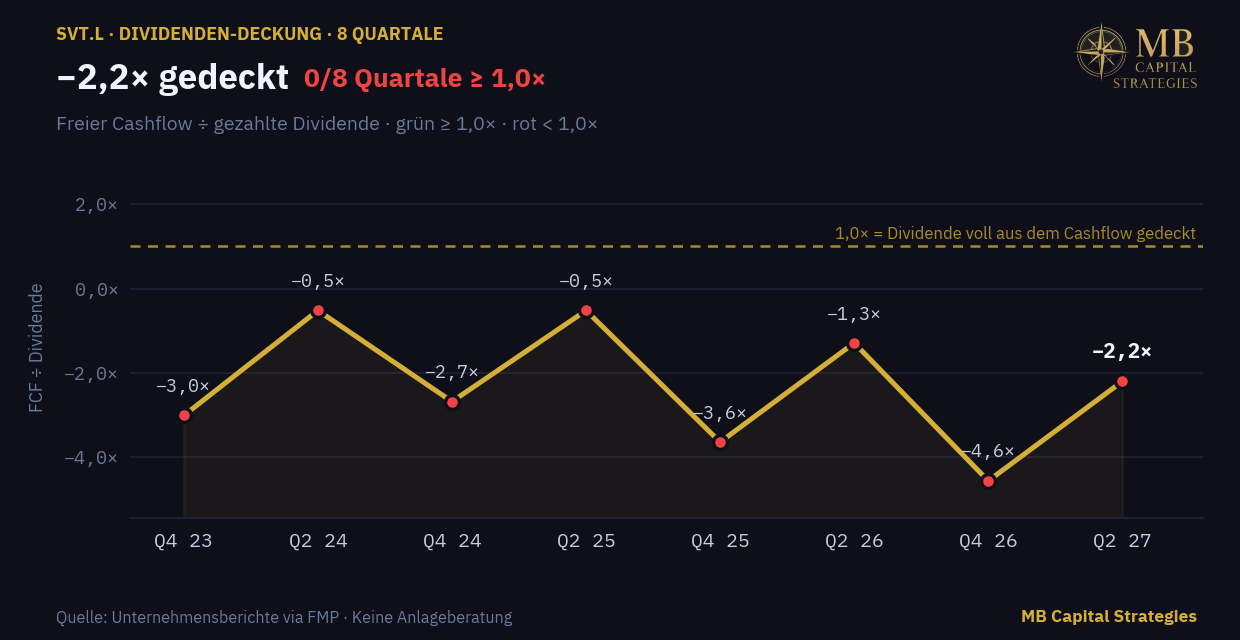 SVT.L · DIVIDENDEN-DECKUNG · 8 QUARTALE
−2,2× gedeckt 0/8 Quartale ≥ 1,0×
Freier Cashflow ÷ gezahlte Dividende · grün ≥ 1,0× · rot < 1,0×
MB
CAPITAL
STRATEGIES
FCF ÷ Dividende
2,0×
0,0×
−2,0×
−4,0×
1,0× = Dividende voll aus dem Cashflow gedeckt
−3,0×
−0,5×
−2,7×
−0,5×
−3,6×
−1,3×
−4,6×
−2,2×
Q4 23 Q2 24 Q4 24 Q2 25 Q4 25 Q2 26 Q4 26 Q2 27
Quelle: Unternehmensberichte via FMP · Keine Anlageberatung
MB Capital Strategies